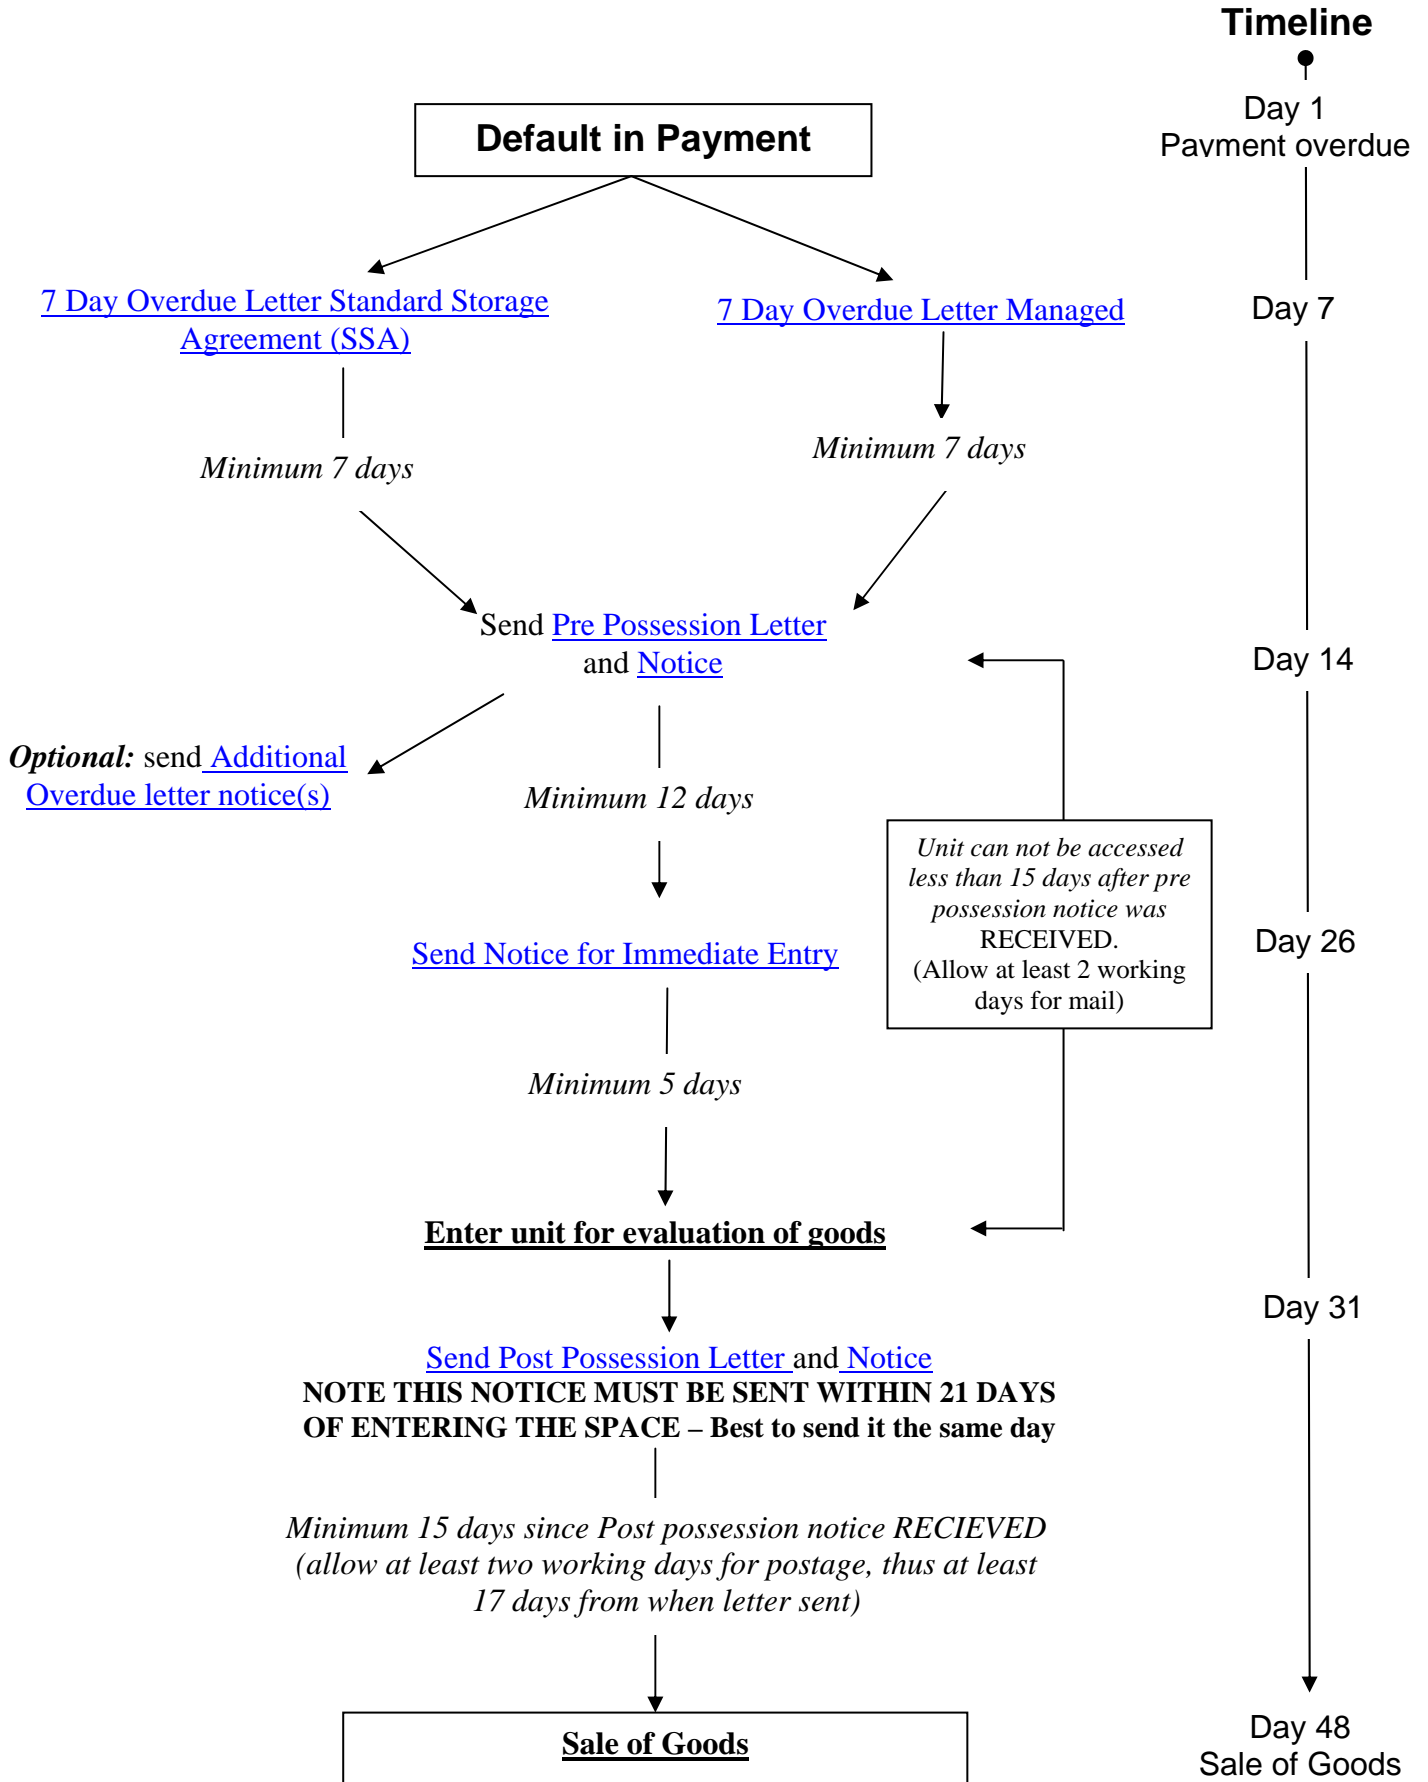 Timeline
Day 1
Payment overdue
Default in Payment
7 Day Overdue Letter Standard Storage
Agreement (SSA)
7 Day Overdue Letter Managed
Day 7
Minimum 7 days
Minimum 7 days
Send Pre Possession Letter
and Notice
Day 14
Optional: send Additional
Overdue letter notice(s)
Minimum 12 days
Unit can not be accessed
less than 15 days after pre
possession notice was
RECEIVED.
(Allow at least 2 working
days for mail)
Send Notice for Immediate Entry
Day 26
Minimum 5 days
Enter unit for evaluation of goods
Day 31
Send Post Possession Letter and Notice
NOTE THIS NOTICE MUST BE SENT WITHIN 21 DAYS
OF ENTERING THE SPACE – Best to send it the same day
Minimum 15 days since Post possession notice RECIEVED
(allow at least two working days for postage, thus at least
17 days from when letter sent)
Sale of Goods
Day 48
Sale of Goods